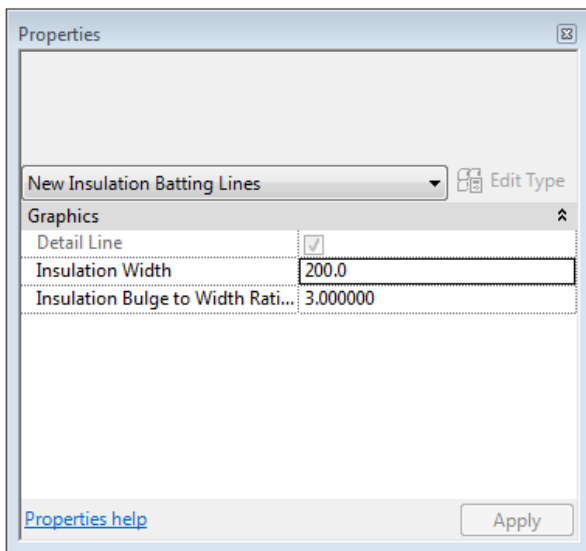 Properties
New Insulation Batting Lines Edit Type
Graphics
Detail Line
Insulation Width 200.0
Insulation Bulge to Width Rati... 3.000000
Properties help Apply